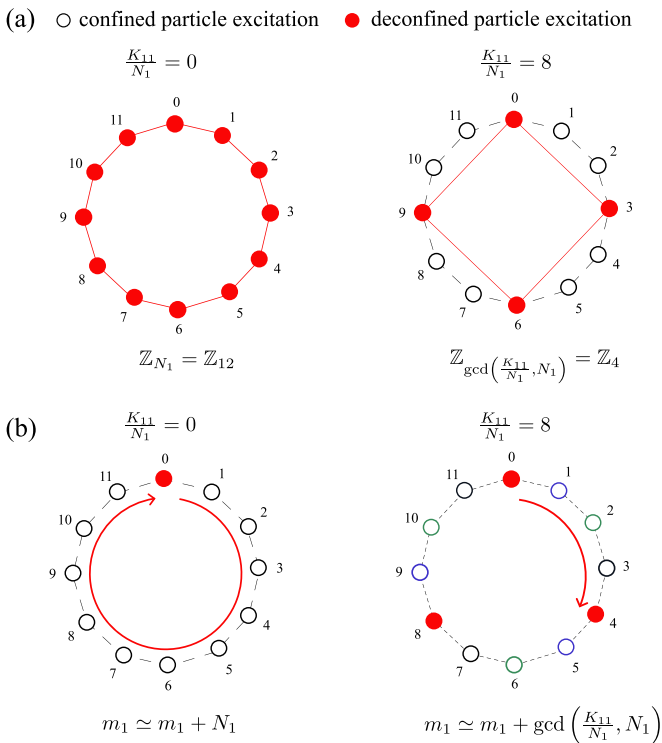 (a) confined particle excitation deconfined particle excitation
K₁₁/N₁ = 0 K₁₁/N₁ = 8
0 1 2 3 4 5 6 7 8 9 10 11
0 1 2 3 4 5 6 7 8 9 10 11
ℤ_{N₁} = ℤ₁₂ ℤ_{gcd(K₁₁/N₁, N₁)} = ℤ₄
(b) K₁₁/N₁ = 0 K₁₁/N₁ = 8
0 1 2 3 4 5 6 7 8 9 10 11
0 1 2 3 4 5 6 7 8 9 10 11
m₁ ≃ m₁ + N₁ m₁ ≃ m₁ + gcd(K₁₁/N₁, N₁)